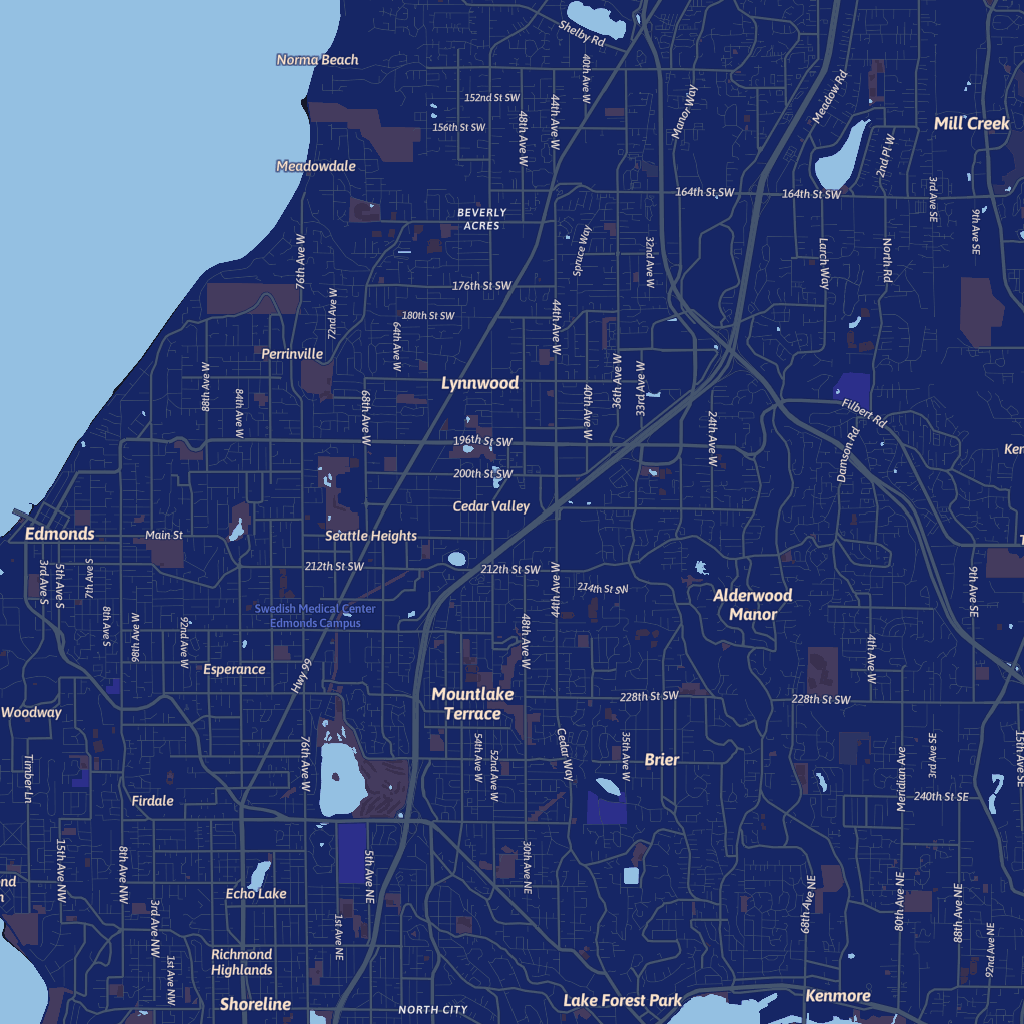 Shelby Rd
Norma Beach
40th Ave W
Meadow Rd
152nd St SW
44th Ave W
Manor Way
156th St SW
48th Ave W
Mill Creek
2nd Pl W
Meadowdale
164th St SW
164th St SW
3rd Ave SE
9th Ave SE
BEVERLY
ACRES
76th Ave W
Spruce Way
32nd Ave W
Larch Way
North Rd
176th St SW
72nd Ave W
180th St SW
64th Ave W
44th Ave W
Perrinville
88th Ave W
84th Ave W
68th Ave W
Lynnwood
40th Ave W
36th Ave W
33rd Ave W
24th Ave W
Filbert Rd
196th St SW
Damson Rd
200th St SW
Cedar Valley
Edmonds
Main St
Seattle Heights
212th St SW
212th St SW
3rd Ave S
5th Ave S
7th Ave S
44th Ave W
214th St SW
Alderwood
Manor
9th Ave SE
8th Ave S
98th Ave W
92nd Ave W
Swedish Medical Center
Edmonds Campus
48th Ave W
4th Ave W
Esperance
Hwy 99
Mountlake
Terrace
228th St SW
228th St SW
Woodway
76th Ave W
54th Ave W
52nd Ave W
Cedar Way
35th Ave W
Brier
3rd Ave SE
15th Ave SE
Timber Ln
Meridian Ave
240th St SE
Firdale
15th Ave NW
8th Ave NW
5th Ave NE
30th Ave NE
Echo Lake
68th Ave NE
80th Ave NE
88th Ave NE
3rd Ave NW
1st Ave NE
92nd Ave NE
Richmond
Highlands
1st Ave NW
Shoreline
NORTH CITY
Lake Forest Park
Kenmore